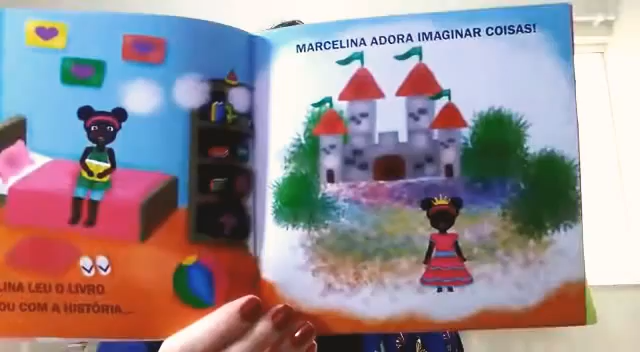 LINA LEU O LIVRO
OU COM A HISTÓRIA...
MARCELINA ADORA IMAGINAR COISAS!